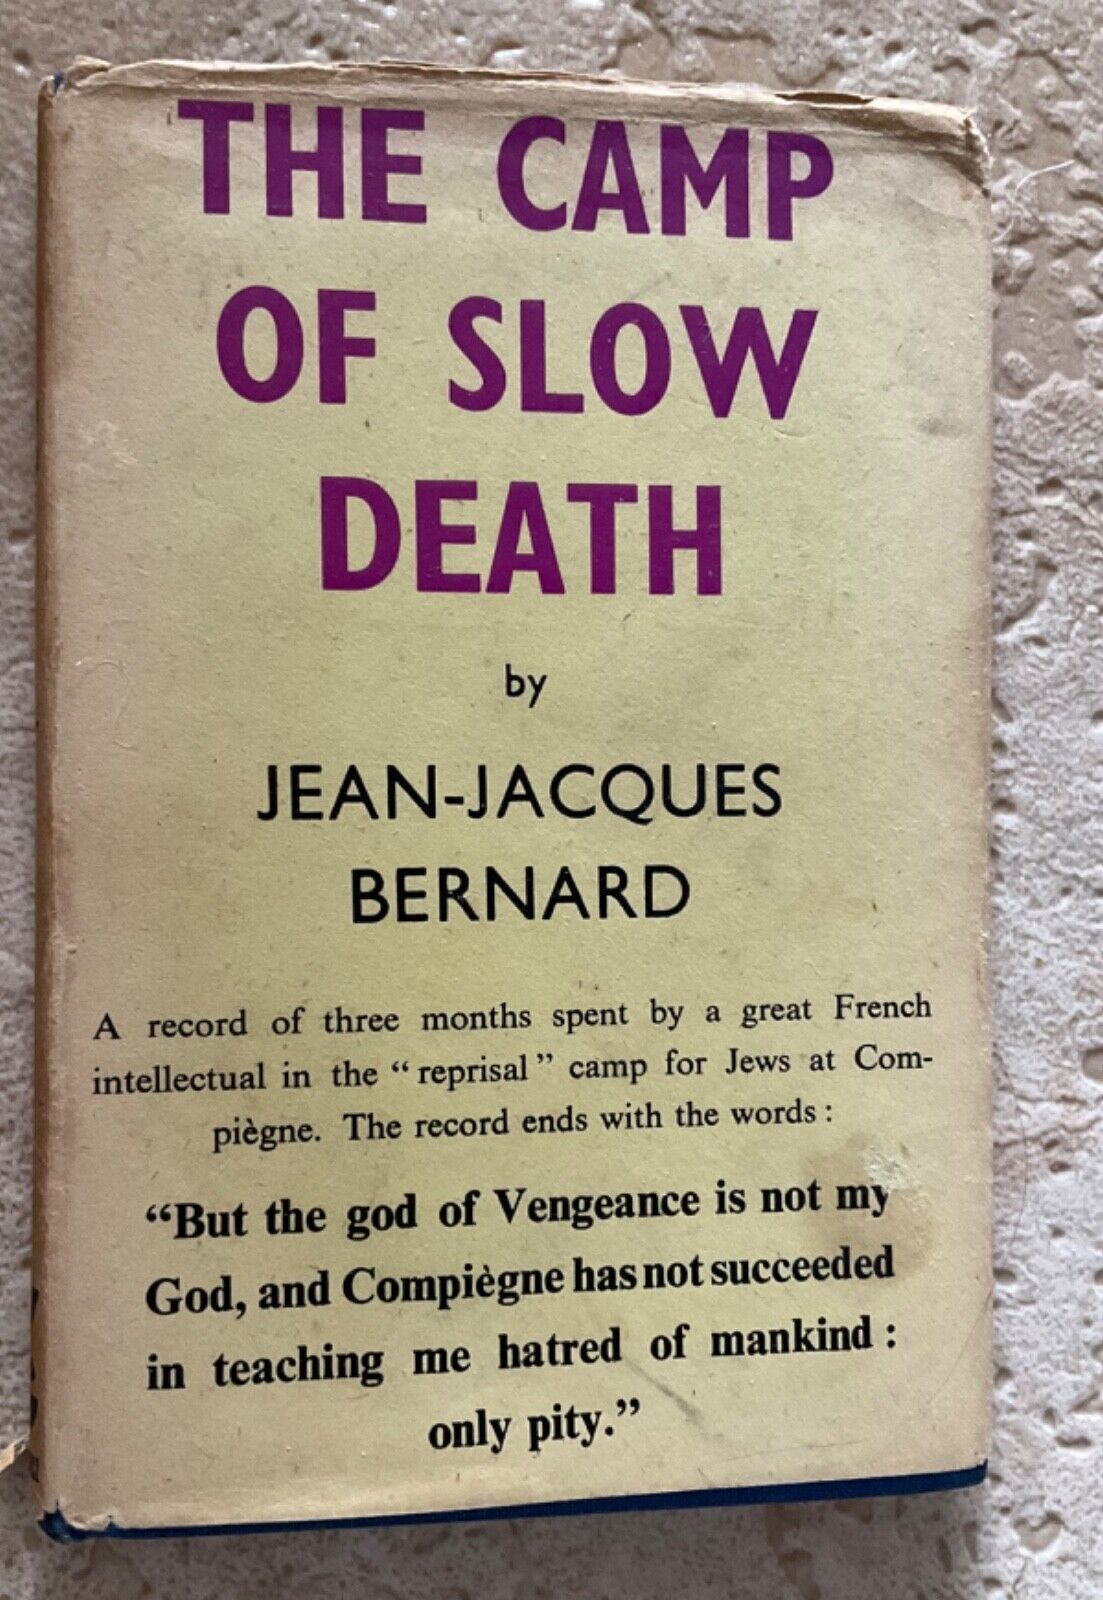 THE CAMP
OF SLOW
DEATH
by
JEAN-JACQUES
BERNARD
A record of three months spent by a great French
intellectual in the “reprisal” camp for Jews at Com-
piègne. The record ends with the words:
“But the god of Vengeance is not my
God, and Compiègne has not succeeded
in teaching me hatred of mankind:
only pity.”